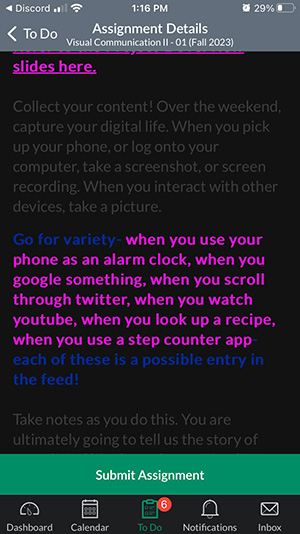 Discord 1:16 PM 29%
To Do
Assignment Details
Visual Communication II - 01 (Fall 2023)
slides here.
Collect your content! Over the weekend,
capture your digital life. When you pick
up your phone, or log onto your
computer, take a screenshot, or screen
recording. When you interact with other
devices, take a picture.
Go for variety- when you use your
phone as an alarm clock, when you
google something, when you scroll
through twitter, when you watch
youtube, when you look up a recipe,
when you use a step counter app-
each of these is a possible entry in
the feed!
Take notes as you do this. You are
ultimately going to tell us the story of
Submit Assignment
6
Dashboard Calendar To Do Notifications Inbox